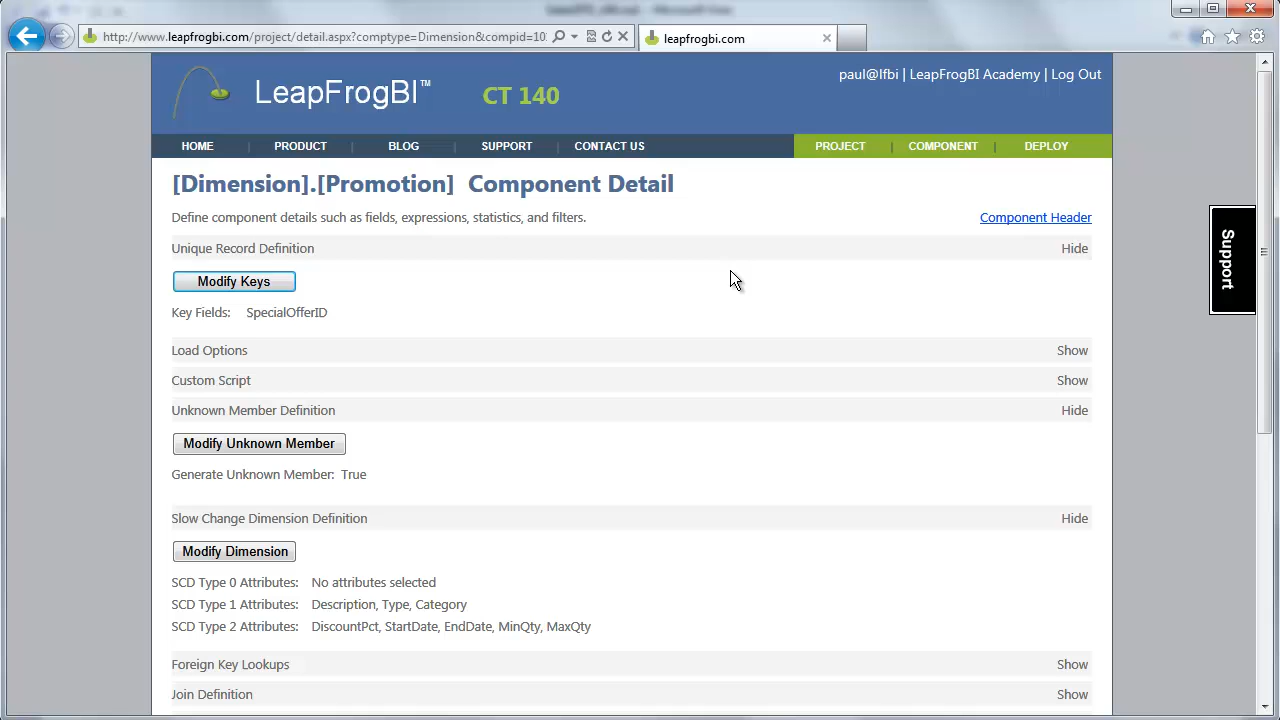 http://www.leapfrogbi.com/project/detail.aspx?comptype=Dimension&compid=10
leapfrogbi.com
LeapFrogBI™ CT 140
paul@lfbi | LeapFrogBI Academy | Log Out
HOME | PRODUCT | BLOG | SUPPORT | CONTACT US PROJECT | COMPONENT | DEPLOY
[Dimension].[Promotion] Component Detail
Define component details such as fields, expressions, statistics, and filters. Component Header
Unique Record Definition Hide
Modify Keys
Support
Key Fields: SpecialOfferID
Load Options Show
Custom Script Show
Unknown Member Definition Hide
Modify Unknown Member
Generate Unknown Member: True
Slow Change Dimension Definition Hide
Modify Dimension
SCD Type 0 Attributes: No attributes selected
SCD Type 1 Attributes: Description, Type, Category
SCD Type 2 Attributes: DiscountPct, StartDate, EndDate, MinQty, MaxQty
Foreign Key Lookups Show
Join Definition Show